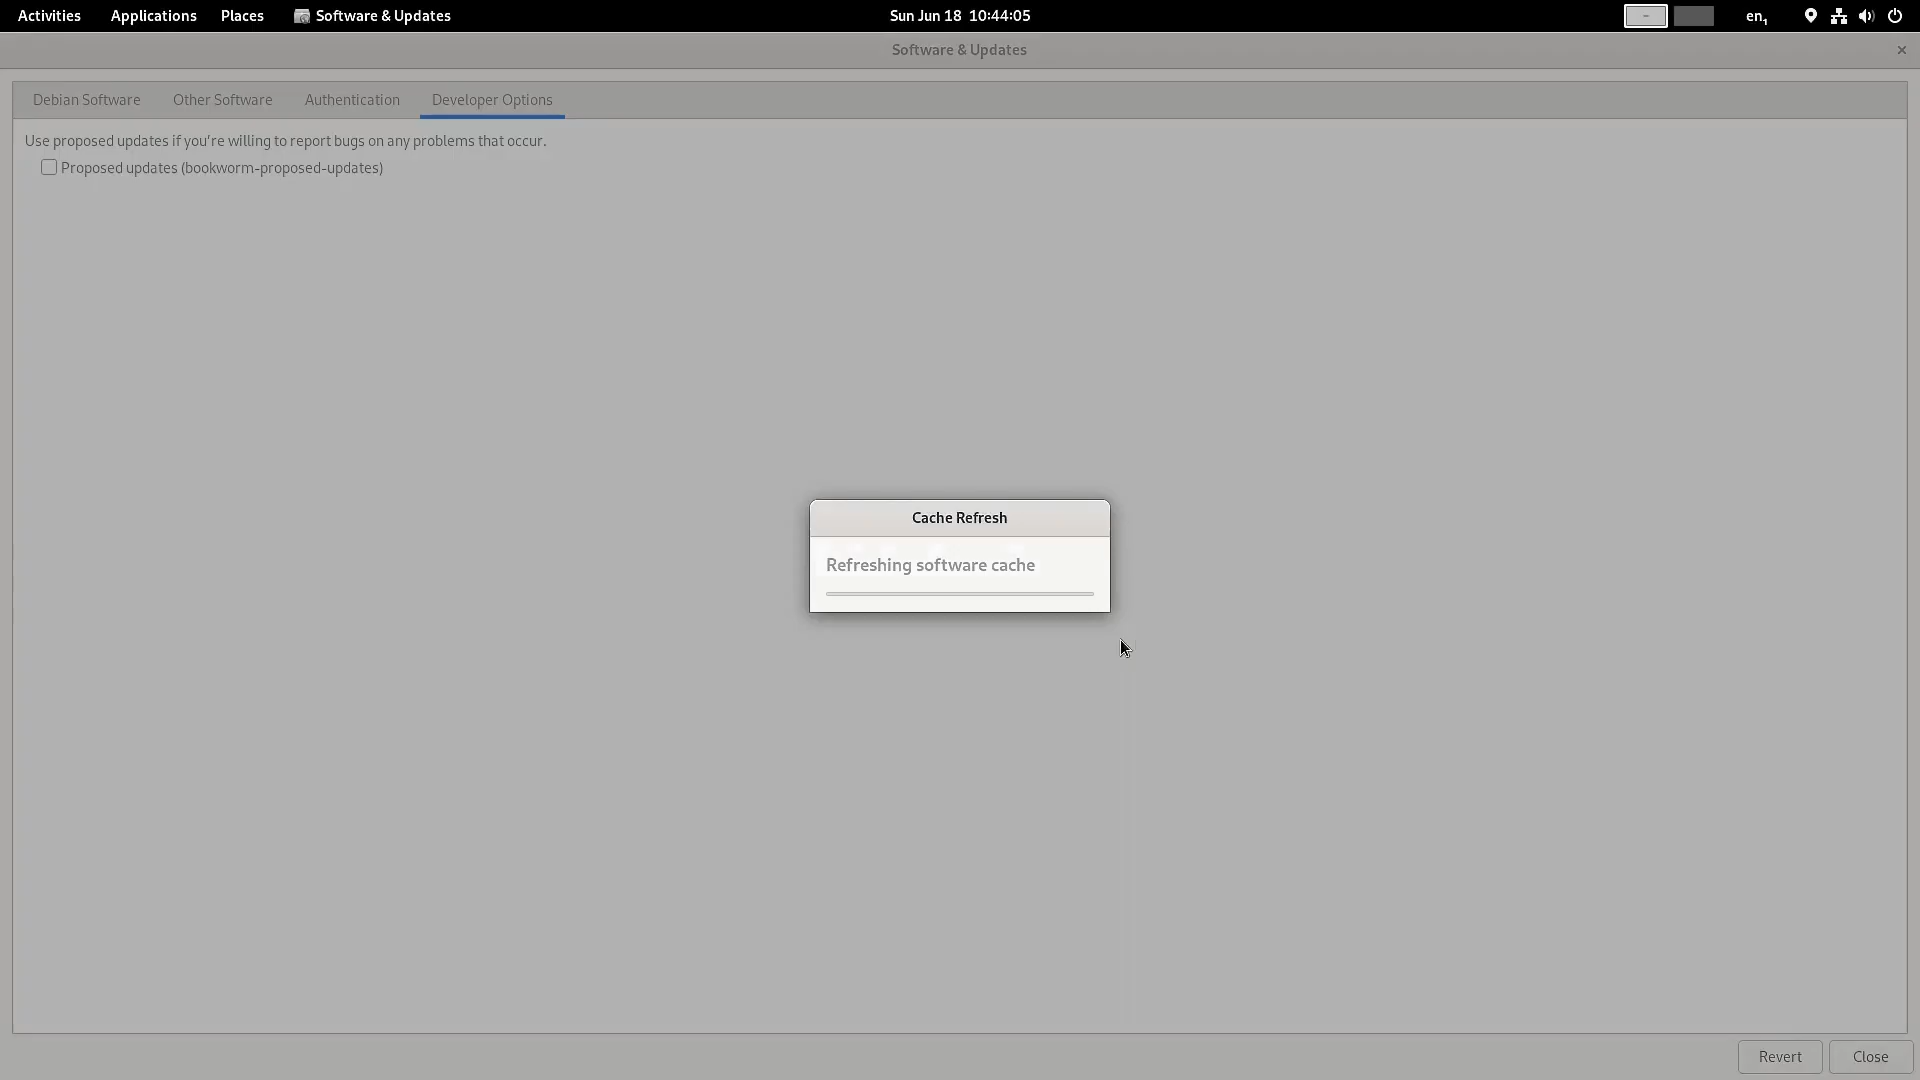 Activities Applications Places Software & Updates Sun Jun 18 10:44:05 en1
Software & Updates
Debian Software Other Software Authentication Developer Options
Use proposed updates if you're willing to report bugs on any problems that occur.
Proposed updates (bookworm-proposed-updates)
Cache Refresh
Refreshing software cache
Revert Close